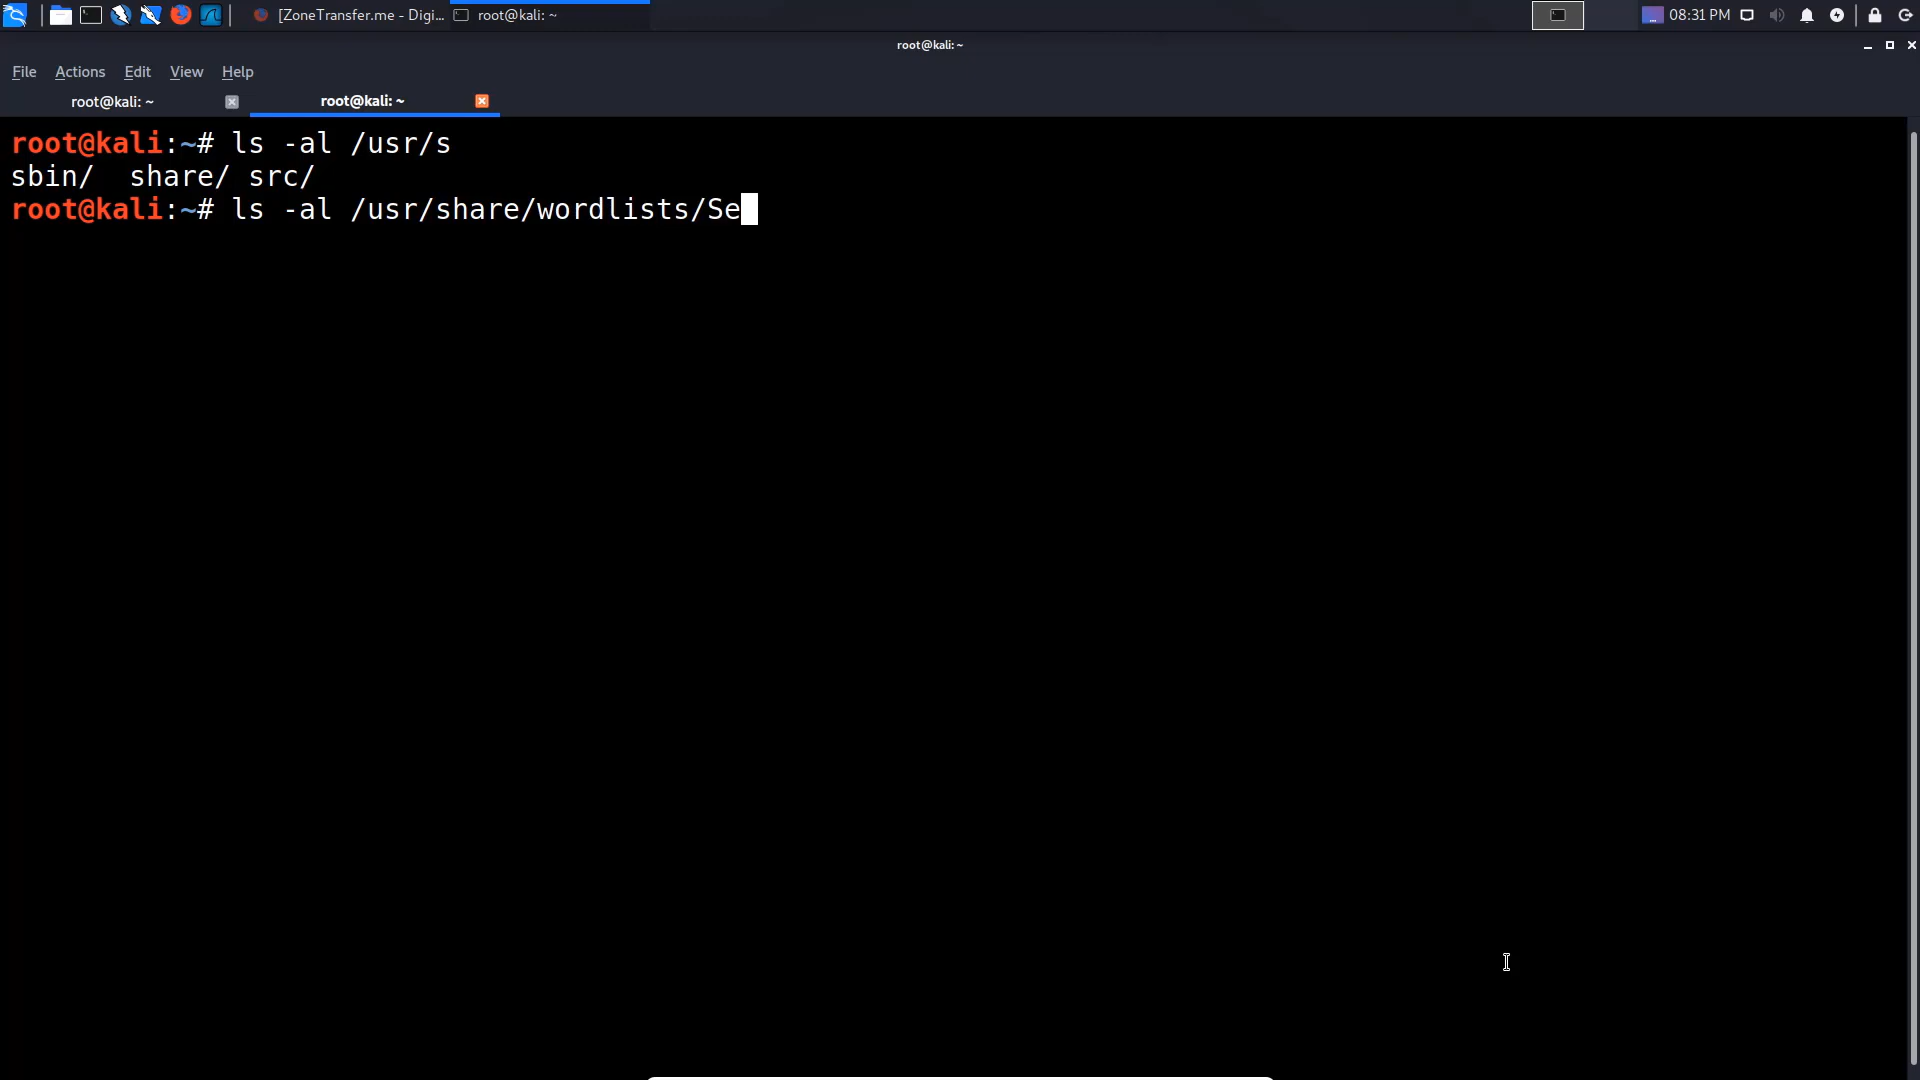 [ZoneTransfer.me - Digi... root@kali: ~ 08:31 PM
root@kali: ~
File Actions Edit View Help
root@kali: ~ root@kali: ~
root@kali:~# ls -al /usr/s
sbin/ share/ src/
root@kali:~# ls -al /usr/share/wordlists/Se